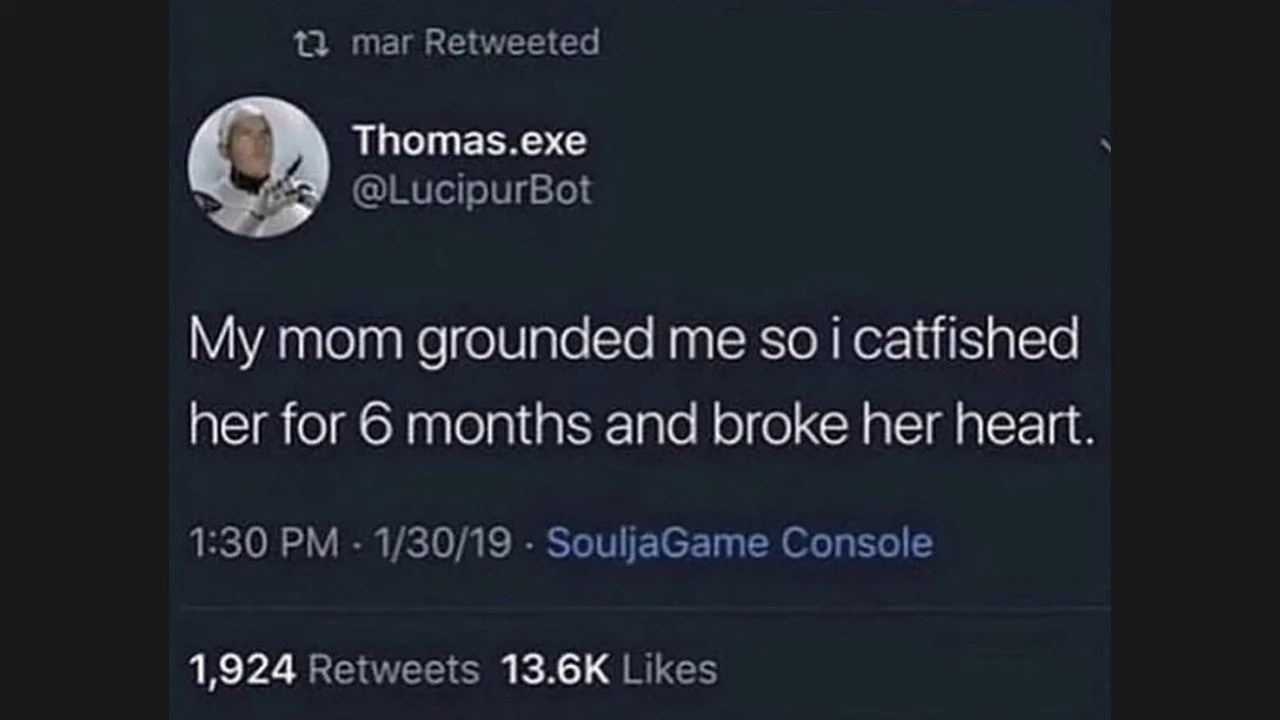 mar Retweeted
Thomas.exe
@LucipurBot
My mom grounded me so i catfished
her for 6 months and broke her heart.
1:30 PM · 1/30/19 · SouljaGame Console
1,924 Retweets 13.6K Likes